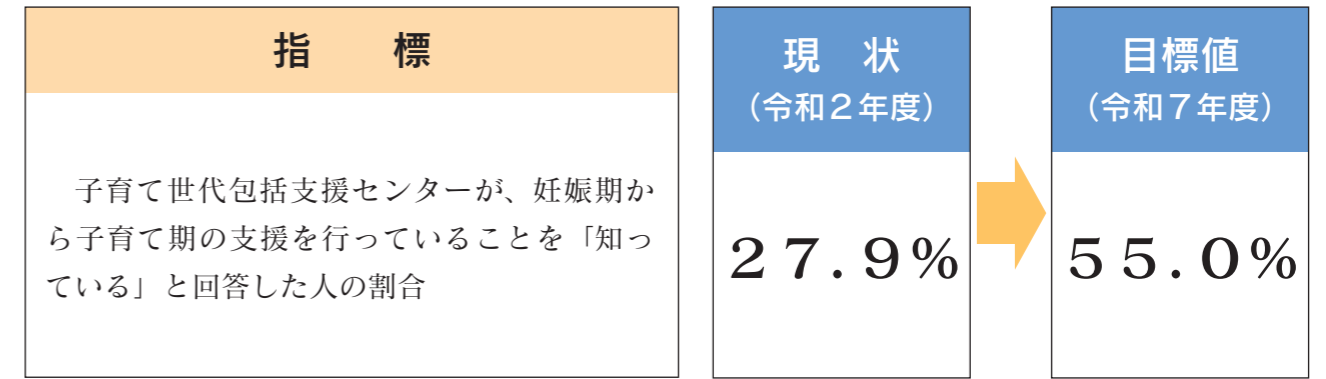 指　標
子育て世代包括支援センターが、妊娠期か
ら子育て期の支援を行っていることを「知っ
ている」と回答した人の割合
現　状
（令和２年度）
２７.９%
目標値
（令和７年度）
５５.０%